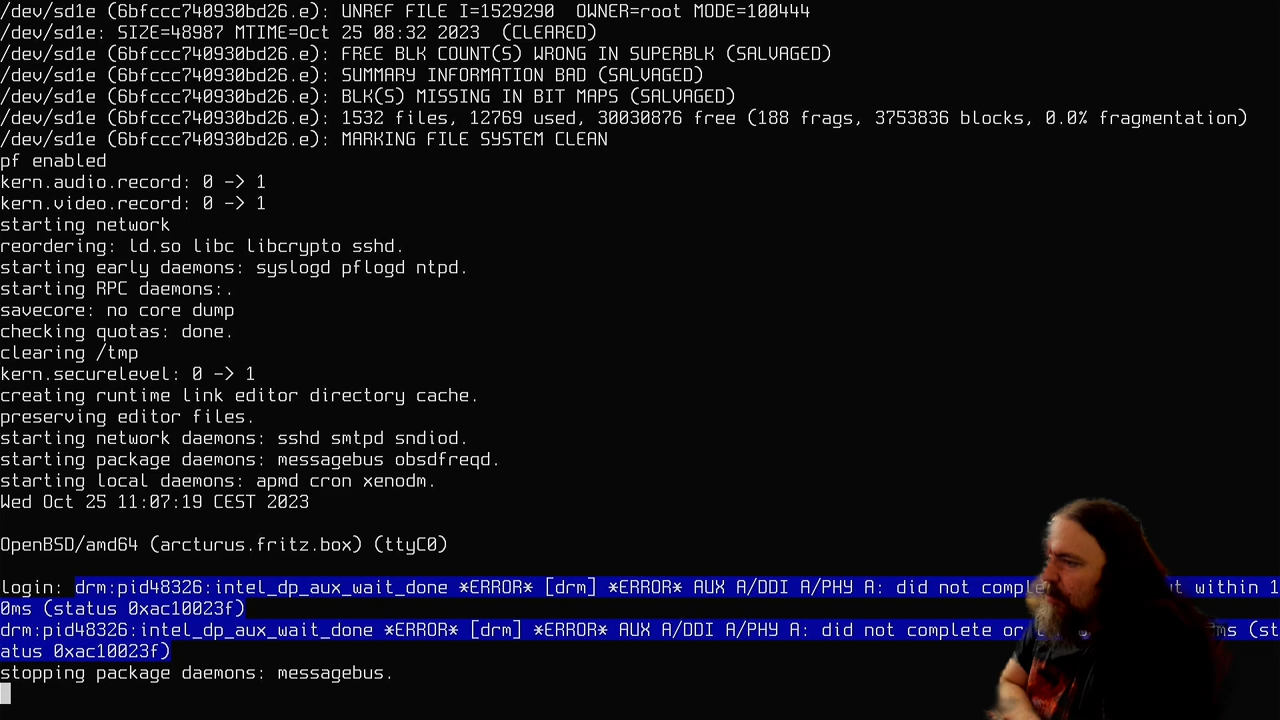 /dev/sd1e (6bfccc740930bd26.e): UNREF FILE I=1529290  OWNER=root MODE=100444
/dev/sd1e: SIZE=48987 MTIME=Oct 25 08:32 2023  (CLEARED)
/dev/sd1e (6bfccc740930bd26.e): FREE BLK COUNT(S) WRONG IN SUPERBLK (SALVAGED)
/dev/sd1e (6bfccc740930bd26.e): SUMMARY INFORMATION BAD (SALVAGED)
/dev/sd1e (6bfccc740930bd26.e): BLK(S) MISSING IN BIT MAPS (SALVAGED)
/dev/sd1e (6bfccc740930bd26.e): 1532 files, 12769 used, 30030876 free (188 frags, 3753836 blocks, 0.0% fragmentation)
/dev/sd1e (6bfccc740930bd26.e): MARKING FILE SYSTEM CLEAN
pf enabled
kern.audio.record: 0 -> 1
kern.video.record: 0 -> 1
starting network
reordering: ld.so libc libcrypto sshd.
starting early daemons: syslogd pflogd ntpd.
starting RPC daemons:.
savecore: no core dump
checking quotas: done.
clearing /tmp
kern.securelevel: 0 -> 1
creating runtime link editor directory cache.
preserving editor files.
starting network daemons: sshd smtpd sndiod.
starting package daemons: messagebus obsdfreqd.
starting local daemons: apmd cron xenodm.
Wed Oct 25 11:07:19 CEST 2023
OpenBSD/amd64 (arcturus.fritz.box) (ttyC0)
login: drm:pid48326:intel_dp_aux_wait_done *ERROR* [drm] *ERROR* AUX A/DDI A/PHY A: did not within 1
0ms (status 0xac10023f)
drm:pid48326:intel_dp_aux_wait_done *ERROR* [drm] *ERROR* AUX A/DDI A/PHY A: did not complete (st
atus 0xac10023f)
stopping package daemons: messagebus.